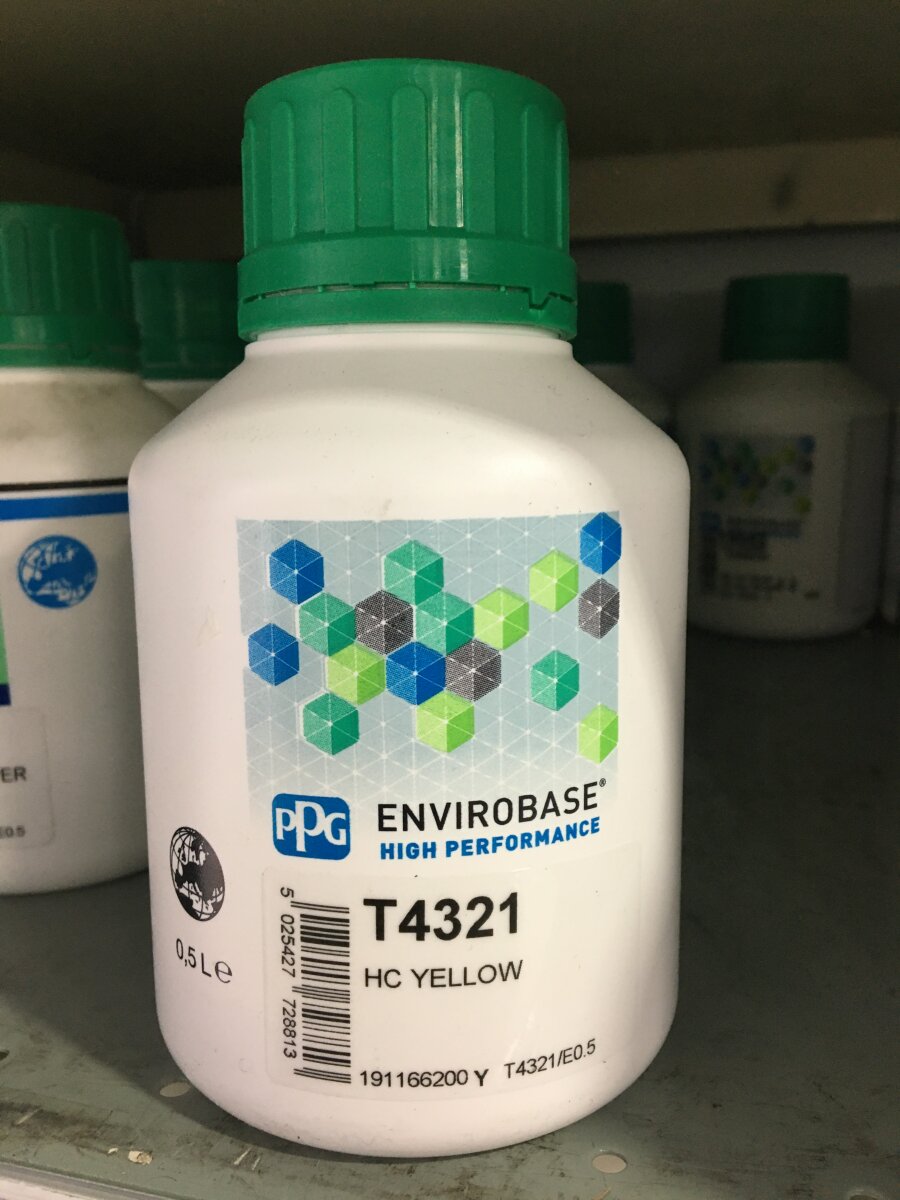 PPG
ENVIROBASE®
HIGH PERFORMANCE
T4321
HC YELLOW
5 025427 728813
0,5 L e
191166200 Y T4321/E0.5
ER
E0.5